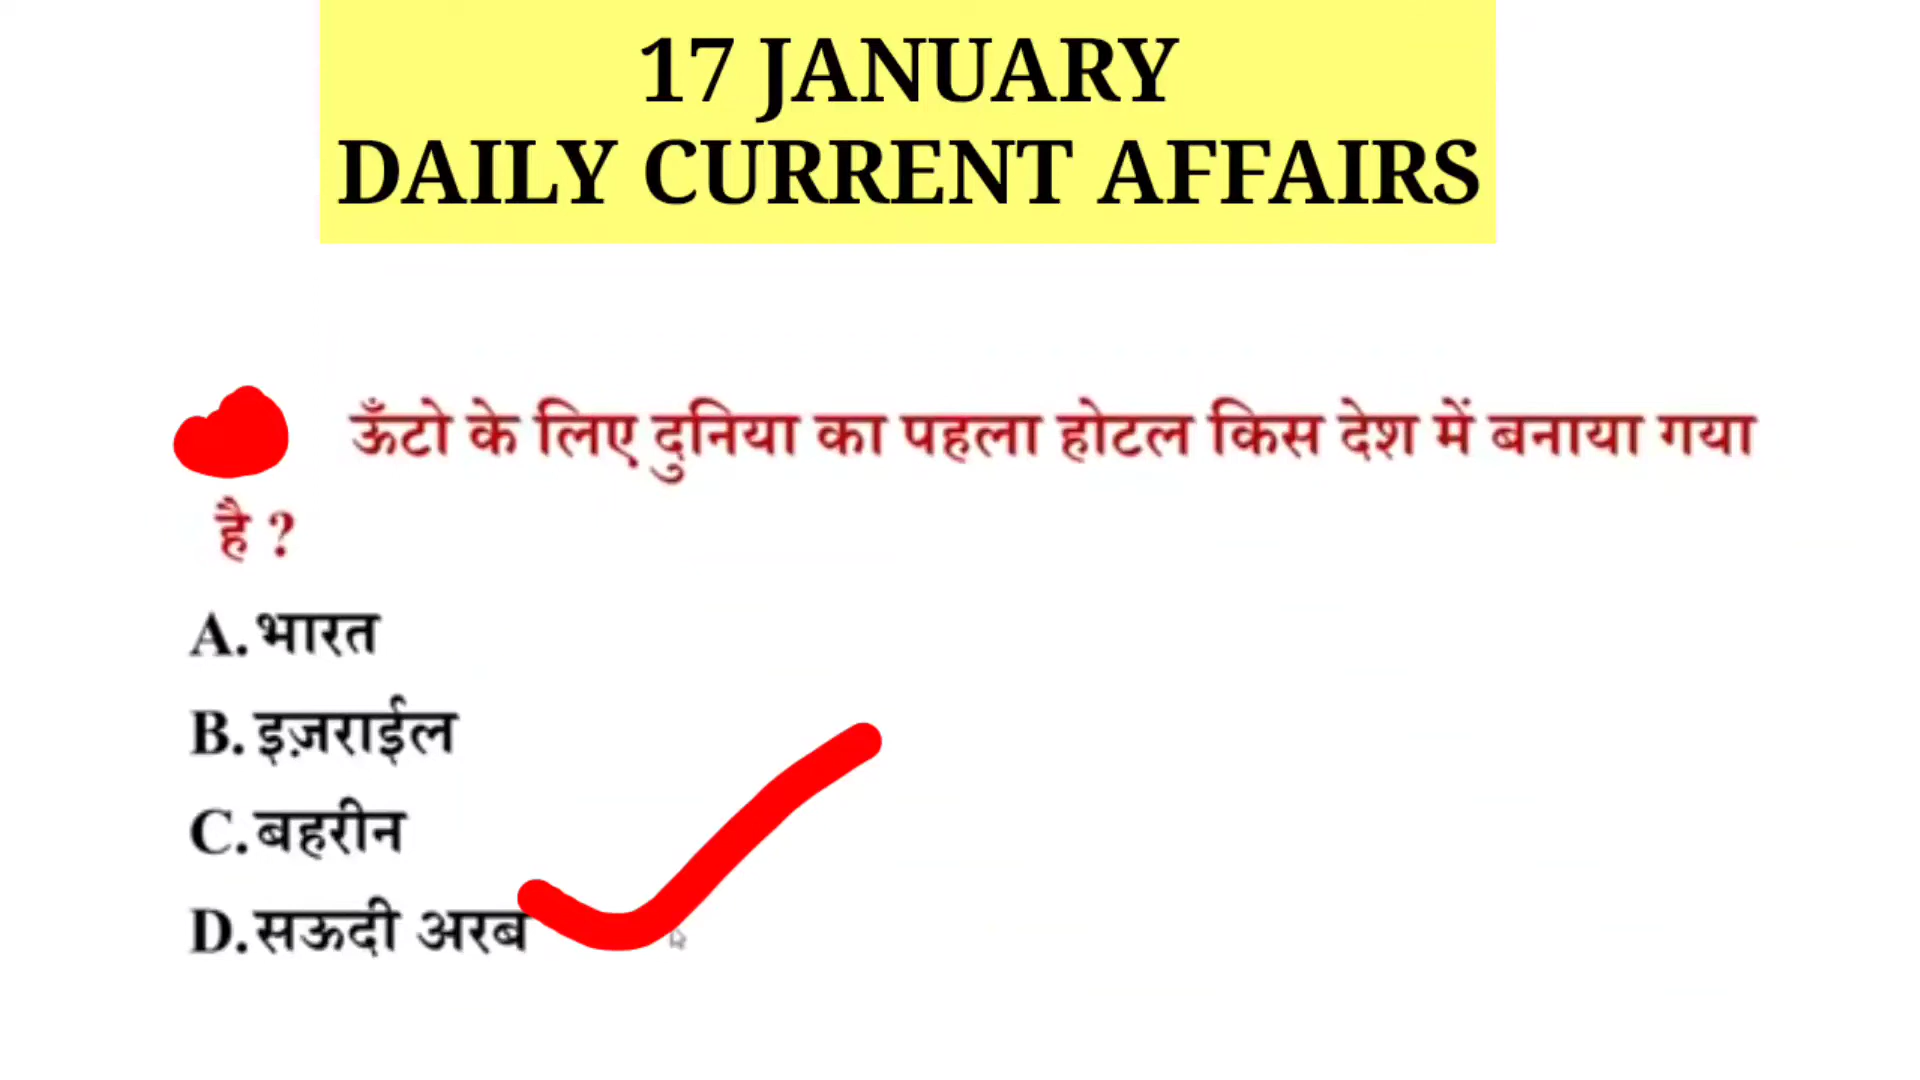 17 JANUARY
DAILY CURRENT AFFAIRS
ऊँटो के लिए दुनिया का पहला होटल किस देश में बनाया गया
है ?
A. भारत
B. इज़राईल
C. बहरीन
D. सऊदी अरब